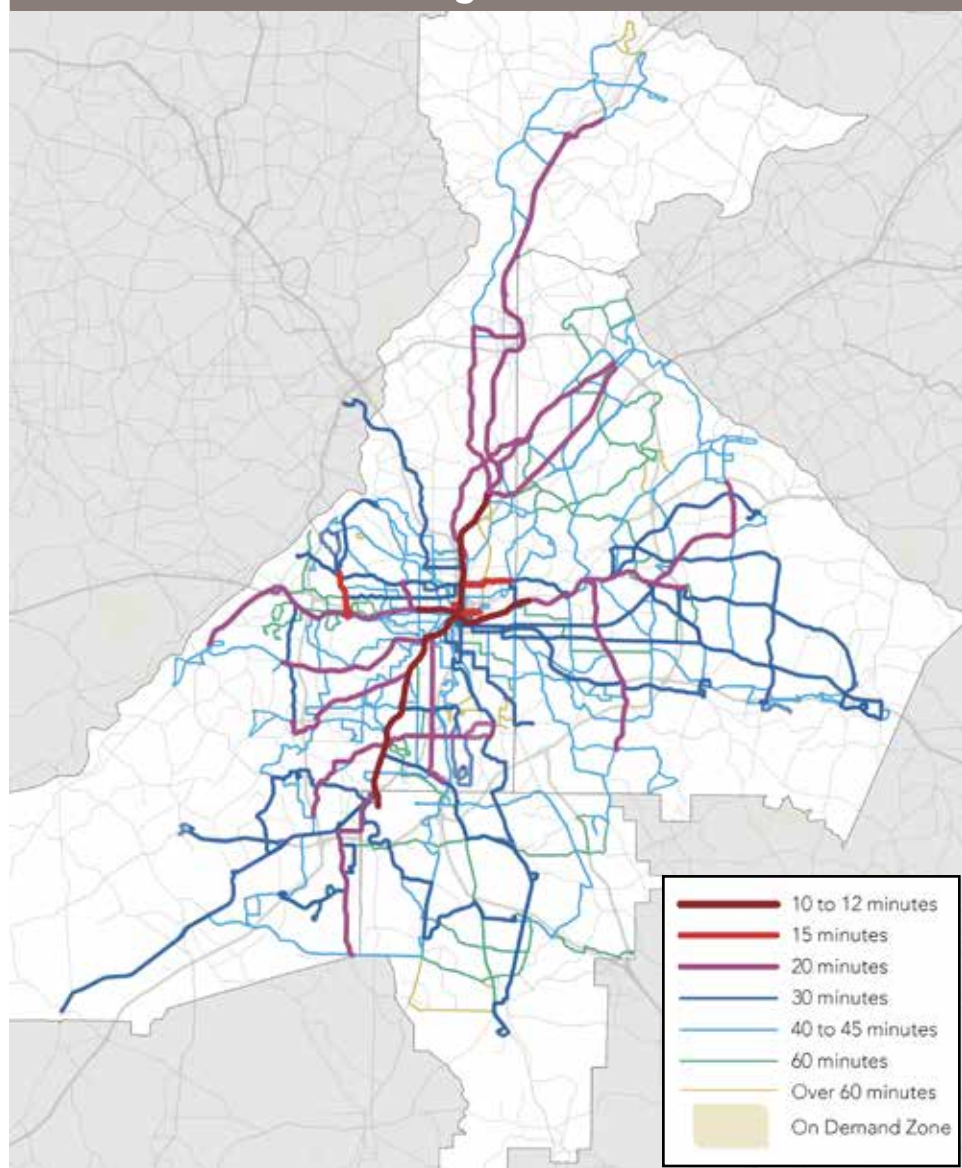 10 to 12 minutes
15 minutes
20 minutes
30 minutes
40 to 45 minutes
60 minutes
Over 60 minutes
On Demand Zone